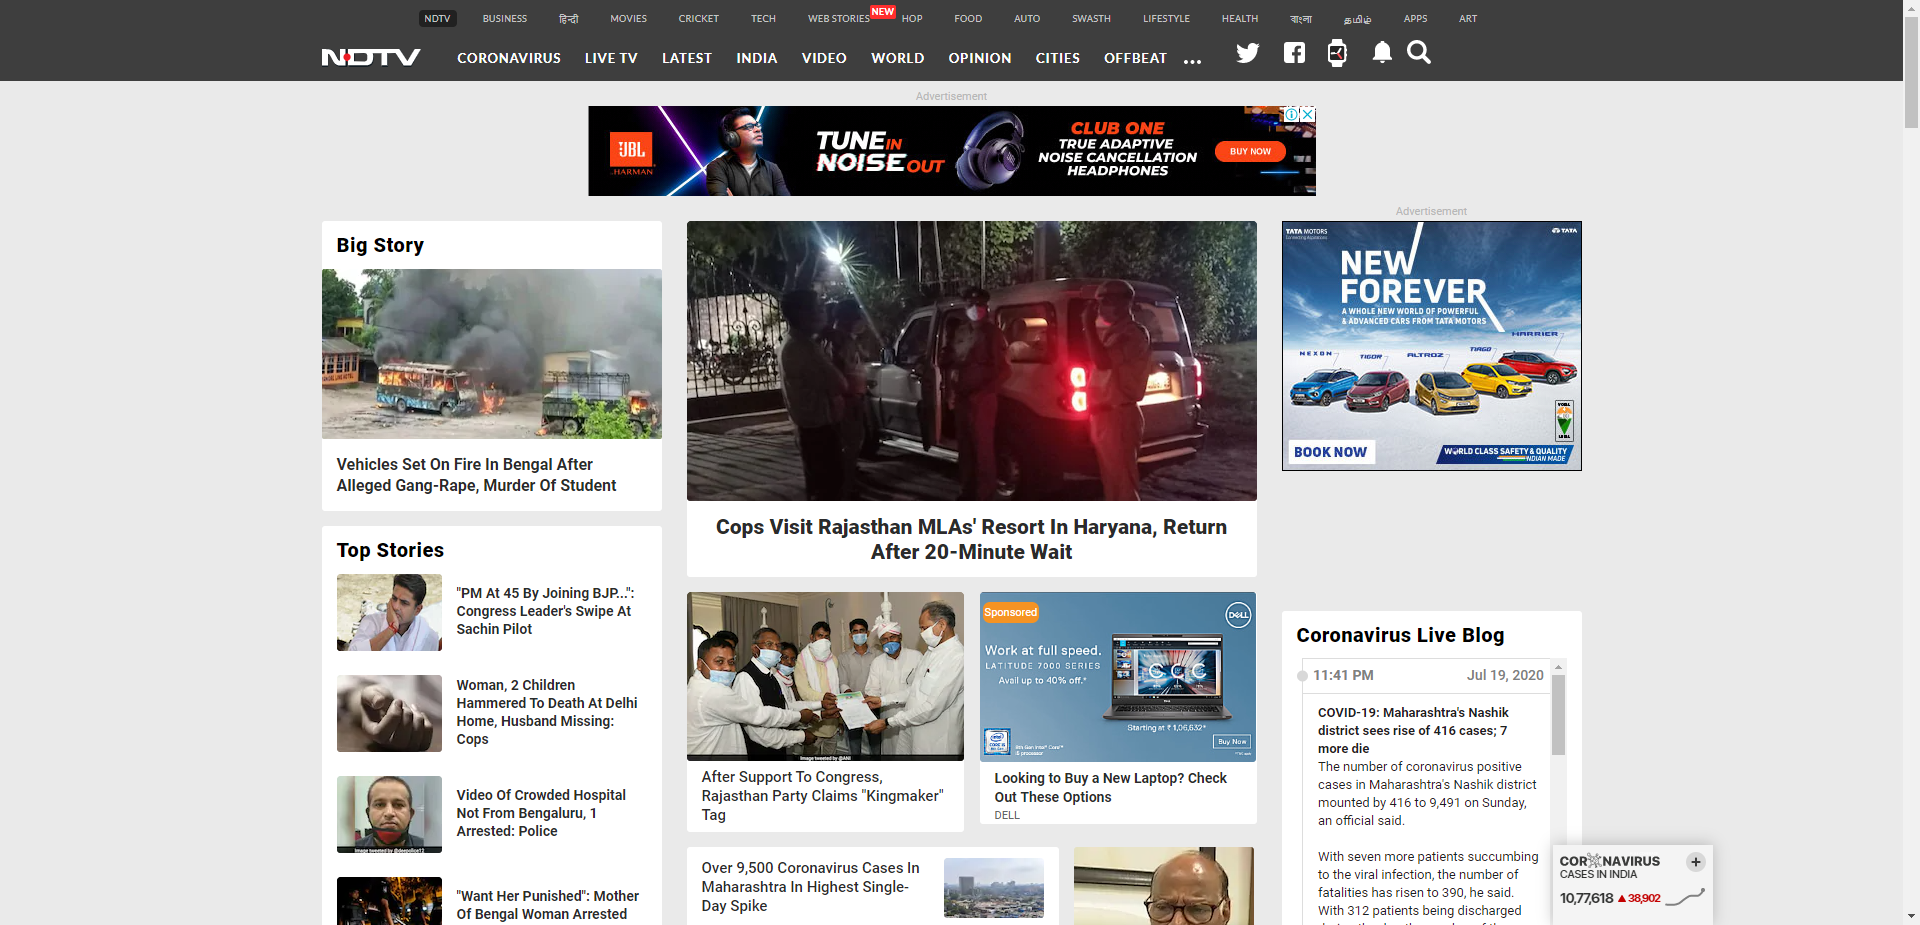 NDTV BUSINESS हिन्दी MOVIES CRICKET TECH WEB STORIES NEW HOP FOOD AUTO SWASTH LIFESTYLE HEALTH বাংলা தமிழ் APPS ART
NDTV CORONAVIRUS LIVE TV LATEST INDIA VIDEO WORLD OPINION CITIES OFFBEAT ...
Advertisement
JBL
HARMAN
TUNE IN
NOISE OUT
CLUB ONE
TRUE ADAPTIVE
NOISE CANCELLATION
HEADPHONES
BUY NOW
Big Story
Vehicles Set On Fire In Bengal After
Alleged Gang-Rape, Murder Of Student
Top Stories
"PM At 45 By Joining BJP...":
Congress Leader's Swipe At
Sachin Pilot
Woman, 2 Children
Hammered To Death At Delhi
Home, Husband Missing:
Cops
Image tweeted by @deepolice12
Video Of Crowded Hospital
Not From Bengaluru, 1
Arrested: Police
"Want Her Punished": Mother
Of Bengal Woman Arrested
Cops Visit Rajasthan MLAs' Resort In Haryana, Return
After 20-Minute Wait
Image tweeted by @ANI
After Support To Congress,
Rajasthan Party Claims "Kingmaker"
Tag
Sponsored
DELL
Work at full speed.
LATITUDE 7000 SERIES
Avail up to 40% off.*
Starting at ₹ 1,06,632*
Buy Now
Looking to Buy a New Laptop? Check
Out These Options
DELL
Over 9,500 Coronavirus Cases In
Maharashtra In Highest Single-
Day Spike
Advertisement
TATA MOTORS
Connecting Aspirations
TATA
NEW
FOREVER
A WHOLE NEW WORLD OF POWERFUL
& ADVANCED CARS FROM TATA MOTORS
NEXON TIGOR ALTROZ TIAGO HARRIER
BOOK NOW
WORLD CLASS SAFETY & QUALITY
INDIAN MADE
Coronavirus Live Blog
11:41 PM Jul 19, 2020
COVID-19: Maharashtra's Nashik
district sees rise of 416 cases; 7
more die
The number of coronavirus positive
cases in Maharashtra's Nashik district
mounted by 416 to 9,491 on Sunday,
an official said.
With seven more patients succumbing
to the viral infection, the number of
fatalities has risen to 390, he said.
With 312 patients being discharged
CORONAVIRUS
CASES IN INDIA
10,77,618 38,902